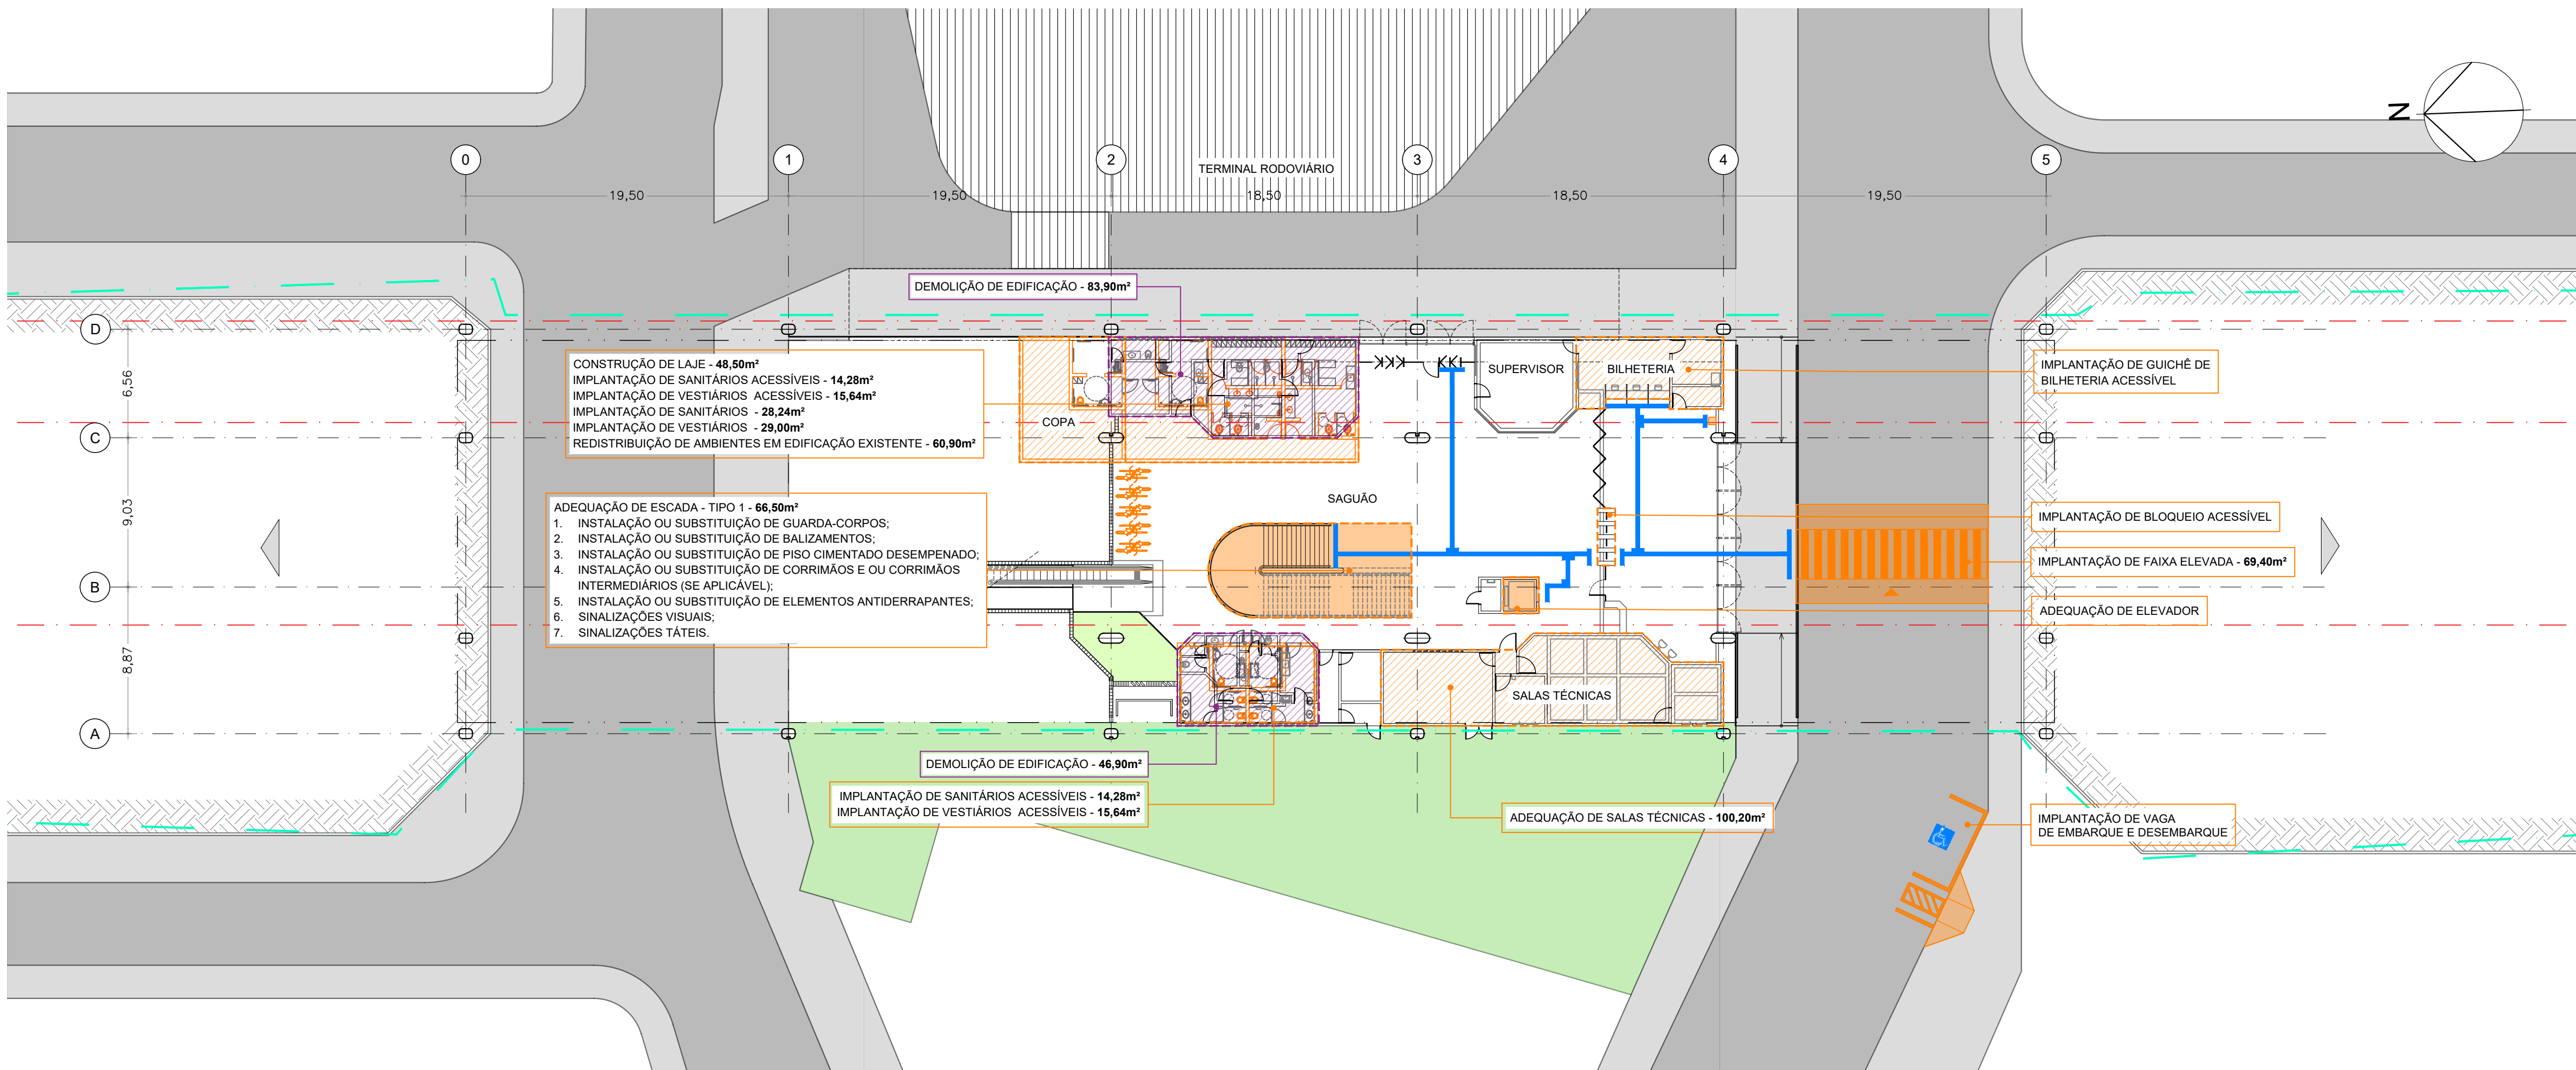 N
0
1
2
3
4
5
TERMINAL RODOVIÁRIO
19,50
19,50
18,50
18,50
19,50
DEMOLIÇÃO DE EDIFICAÇÃO - 83,90m²
D
C
B
A
6,56
9,03
8,87
CONSTRUÇÃO DE LAJE - 48,50m²
IMPLANTAÇÃO DE SANITÁRIOS ACESSÍVEIS - 14,28m²
IMPLANTAÇÃO DE VESTIÁRIOS ACESSÍVEIS - 15,64m²
IMPLANTAÇÃO DE SANITÁRIOS - 28,24m²
IMPLANTAÇÃO DE VESTIÁRIOS - 29,00m²
REDISTRIBUIÇÃO DE AMBIENTES EM EDIFICAÇÃO EXISTENTE - 60,90m²
COPA
SUPERVISOR
BILHETERIA
IMPLANTAÇÃO DE GUICHÊ DE
BILHETERIA ACESSÍVEL
SAGUÃO
ADEQUAÇÃO DE ESCADA - TIPO 1 - 66,50m²
1. INSTALAÇÃO OU SUBSTITUIÇÃO DE GUARDA-CORPOS;
2. INSTALAÇÃO OU SUBSTITUIÇÃO DE BALIZAMENTOS;
3. INSTALAÇÃO OU SUBSTITUIÇÃO DE PISO CIMENTADO DESEMPENADO;
4. INSTALAÇÃO OU SUBSTITUIÇÃO DE CORRIMÃOS E OU CORRIMÃOS
INTERMEDIÁRIOS (SE APLICÁVEL);
5. INSTALAÇÃO OU SUBSTITUIÇÃO DE ELEMENTOS ANTIDERRAPANTES;
6. SINALIZAÇÕES VISUAIS;
7. SINALIZAÇÕES TÁTEIS.
IMPLANTAÇÃO DE BLOQUEIO ACESSÍVEL
IMPLANTAÇÃO DE FAIXA ELEVADA - 69,40m²
ADEQUAÇÃO DE ELEVADOR
SALAS TÉCNICAS
DEMOLIÇÃO DE EDIFICAÇÃO - 46,90m²
IMPLANTAÇÃO DE SANITÁRIOS ACESSÍVEIS - 14,28m²
IMPLANTAÇÃO DE VESTIÁRIOS ACESSÍVEIS - 15,64m²
ADEQUAÇÃO DE SALAS TÉCNICAS - 100,20m²
IMPLANTAÇÃO DE VAGA
DE EMBARQUE E DESEMBARQUE